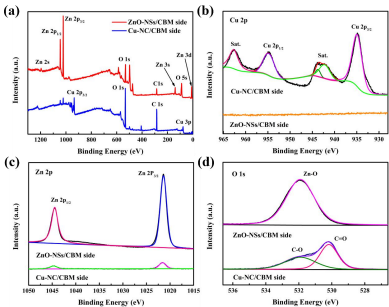 (a)
Zn 2p3/2
Zn 2p1/2
ZnO-NSs/CBM side
Cu-NC/CBM side
Zn 2s
O 1s
Zn 3s
Zn 3d
C1s
O 5s
Cu 2p3/2
O 1s
C 1s
Cu 3p
Intensity (a.u.)
1200 1000 800 600 400 200 0
Binding Energy (eV)
(b)
Cu 2p
Sat.
Cu 2p1/2
Sat.
Cu 2p3/2
Cu-NC/CBM side
ZnO-NSs/CBM side
Intensity (a.u.)
965 960 955 950 945 940 935 930
Binding Energy (eV)
(c)
Zn 2p
Zn 2p1/2
Zn 2P3/2
ZnO-NSs/CBM side
Cu-NC/CBM side
Intensity (a.u.)
1050 1045 1040 1035 1030 1025 1020 1015
Binding Energy (eV)
(d)
O 1s
Zn-O
ZnO-NSs/CBM side
C-O
C=O
Cu-NC/CBM side
Intensity (a.u.)
536 534 532 530 528
Binding Energy (eV)